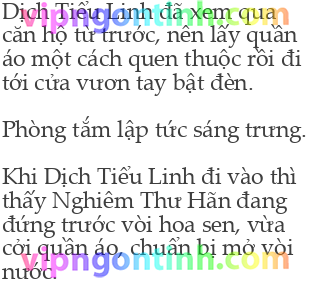 Dịch Tiểu Linh đã xem qua
căn hộ từ trước, nên lấy quần
áo một cách quen thuộc rồi đi
tới cửa vươn tay bật đèn.
Phòng tắm lập tức sáng trưng.
Khi Dịch Tiểu Linh đi vào thì
thấy Nghiêm Thư Hãn đang
đứng trước vòi hoa sen, vừa
cởi quần áo, chuẩn bị mở vòi
nước.
vipngontinh.com
vipngontinh.com